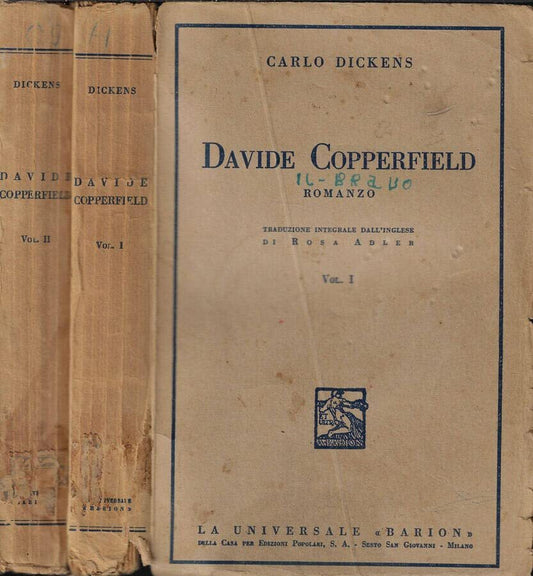 DICKENS
DAVIDE
COPPERFIELD
VOL. II
DICKENS
DAVIDE
COPPERFIELD
VOL. I
CARLO DICKENS
DAVIDE COPPERFIELD
IL-BRAVO
ROMANZO
TRADUZIONE INTEGRALE DALL'INGLESE
DI ROSA ADLER
VOL. I
LA UNIVERSALE «BARION»
DELLA CASA PER EDIZIONI POPOLARI, S. A. - SESTO SAN GIOVANNI - MILANO